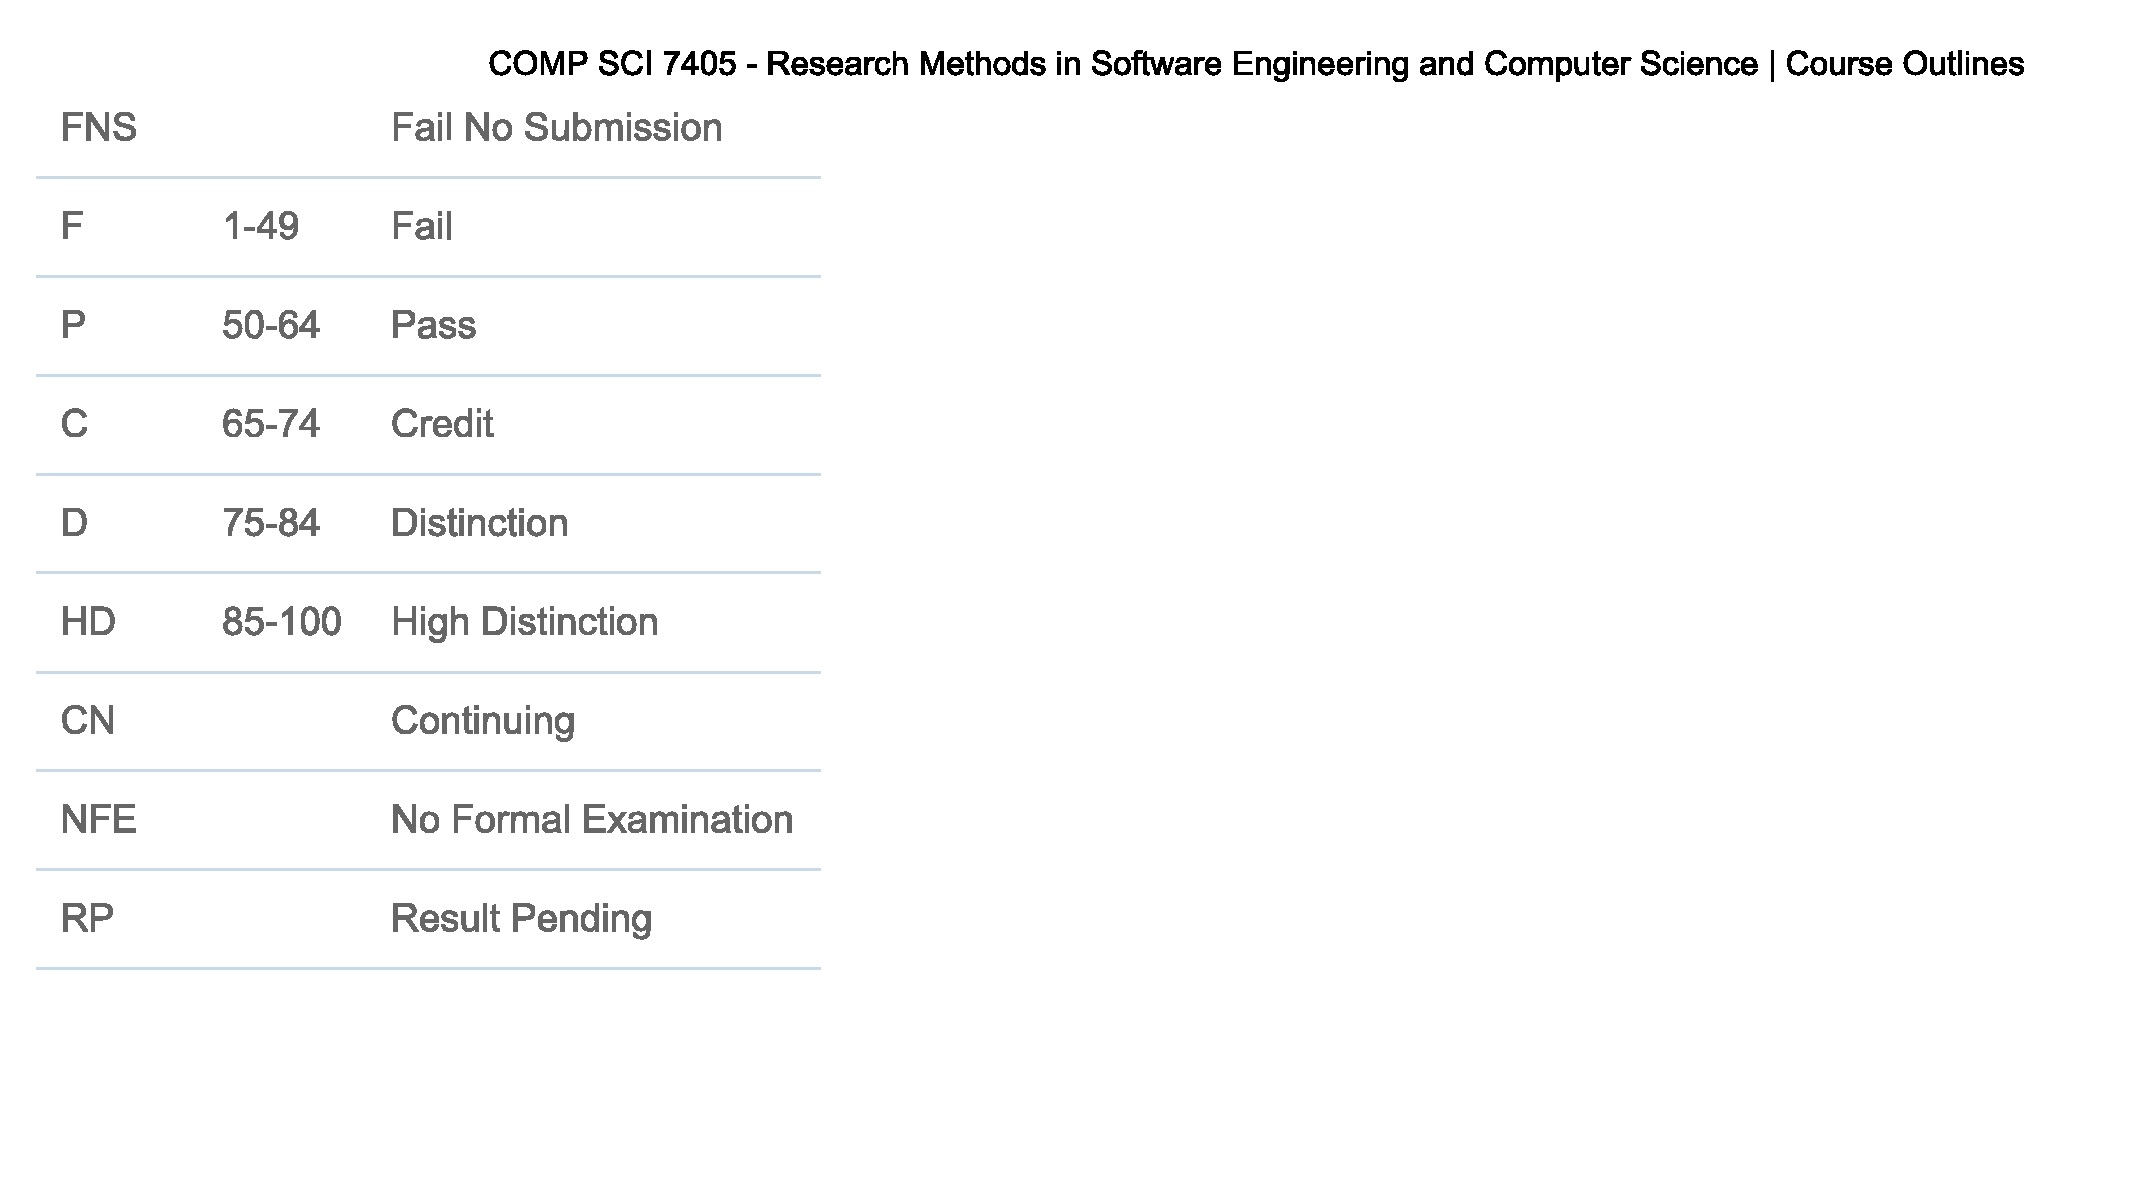 COMP SCI 7405 - Research Methods in Software Engineering and Computer Science | Course Outlines
FNS Fail No Submission
F 1-49 Fail
P 50-64 Pass
C 65-74 Credit
D 75-84 Distinction
HD 85-100 High Distinction
CN Continuing
NFE No Formal Examination
RP Result Pending